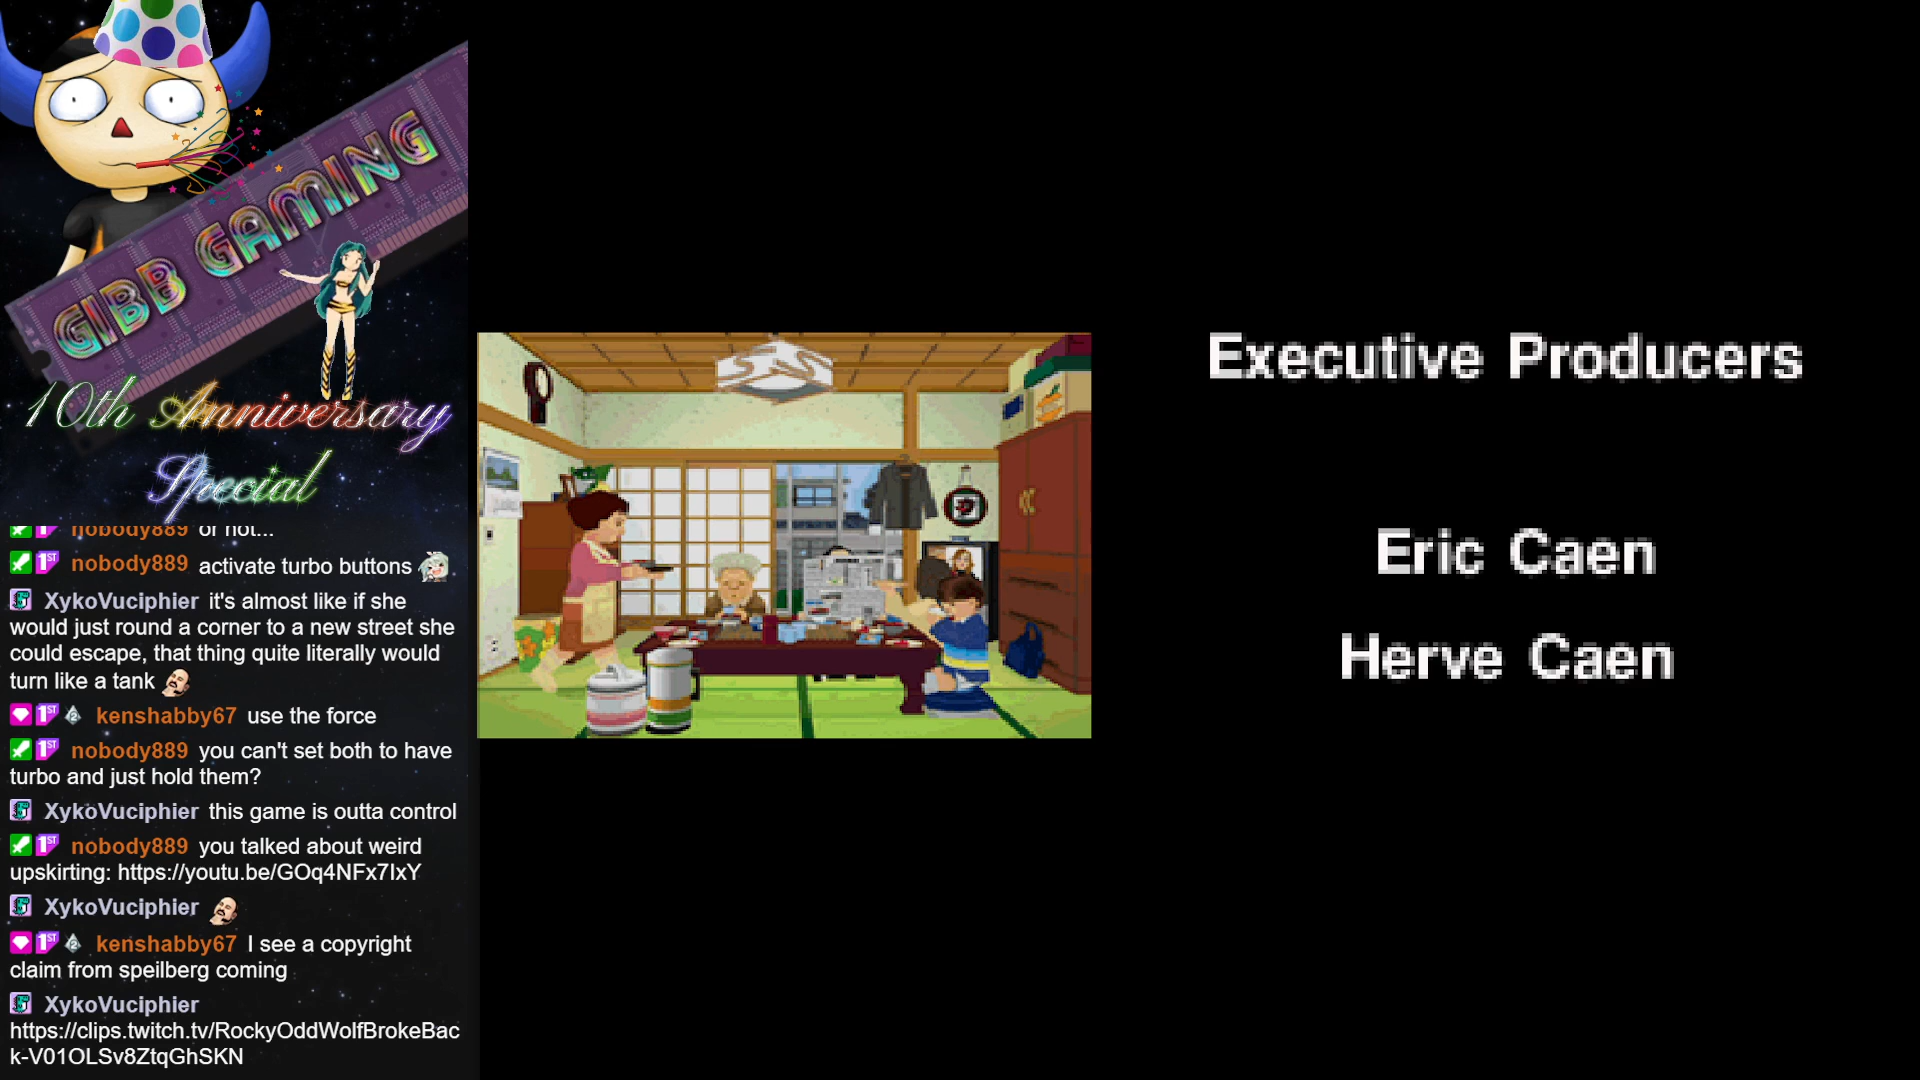 GIBB GAMING
10th Anniversary
Special
nobody889 or not...
nobody889 activate turbo buttons
XykoVuciphier it's almost like if she
would just round a corner to a new street she
could escape, that thing quite literally would
turn like a tank
kenshabby67 use the force
nobody889 you can't set both to have
turbo and just hold them?
XykoVuciphier this game is outta control
nobody889 you talked about weird
upskirting: https://youtu.be/GOq4NFx7IxY
XykoVuciphier
kenshabby67 I see a copyright
claim from speilberg coming
XykoVuciphier
https://clips.twitch.tv/RockyOddWolfBrokeBac
k-V01OLSv8ZtqGhSKN
Executive Producers
Eric Caen
Herve Caen